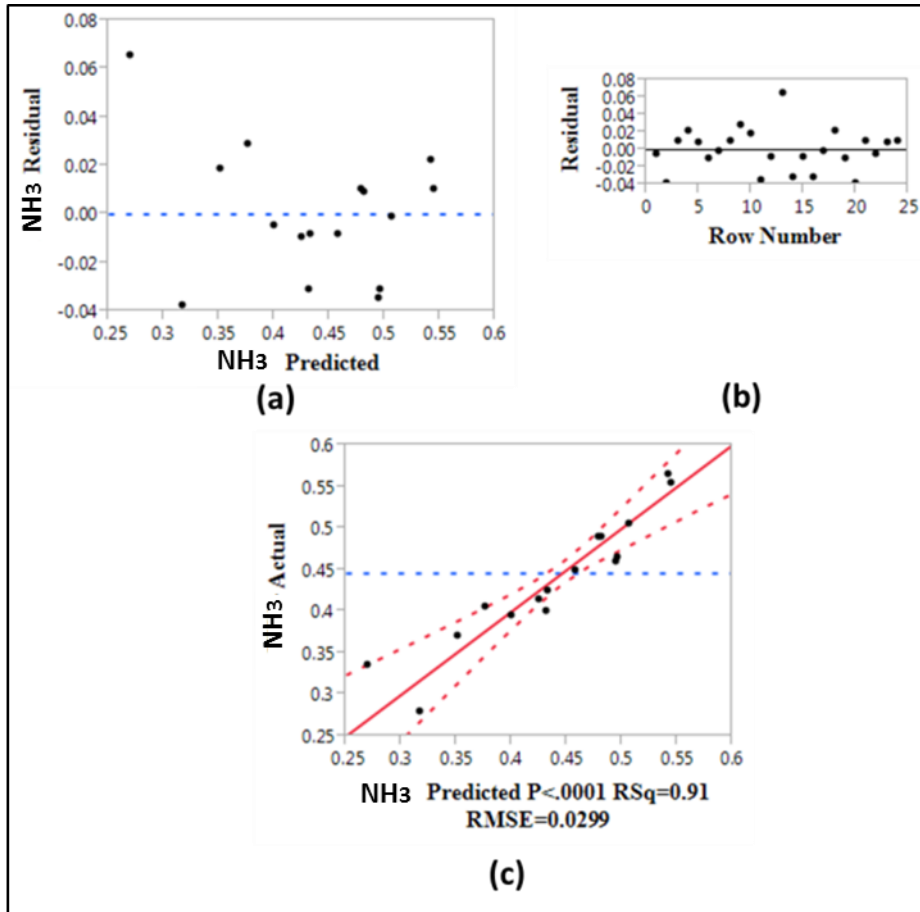 0.08
0.06
0.04
0.02
0.00
-0.02
-0.04
NH3 Residual
0.25 0.3 0.35 0.4 0.45 0.5 0.55 0.6
NH3 Predicted
(a)
0.08
0.06
0.04
0.02
0.00
-0.02
-0.04
Residual
0 5 10 15 20 25
Row Number
(b)
0.6
0.55
0.5
0.45
0.4
0.35
0.3
0.25
NH3 Actual
0.25 0.3 0.35 0.4 0.45 0.5 0.55 0.6
NH3 Predicted P<.0001 RSq=0.91
RMSE=0.0299
(c)